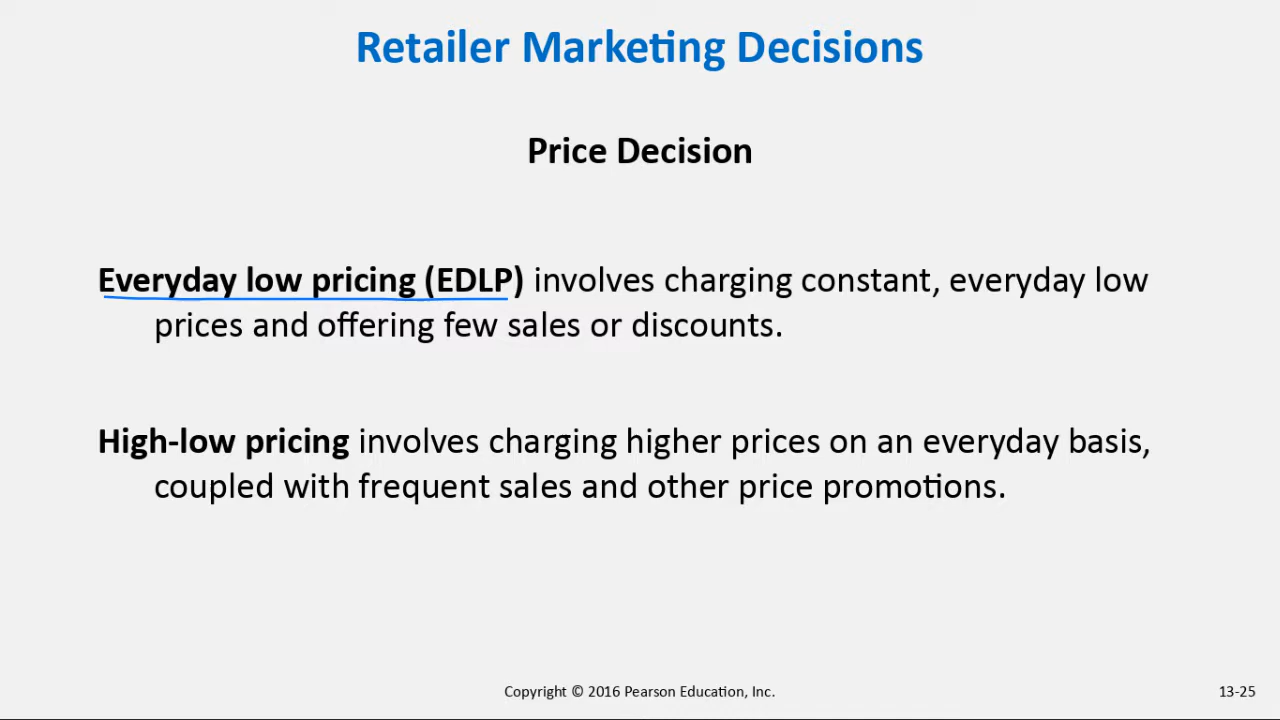 Retailer Marketing Decisions
Price Decision
Everyday low pricing (EDLP) involves charging constant, everyday low
prices and offering few sales or discounts.
High-low pricing involves charging higher prices on an everyday basis,
coupled with frequent sales and other price promotions.
Copyright © 2016 Pearson Education, Inc.
13-25